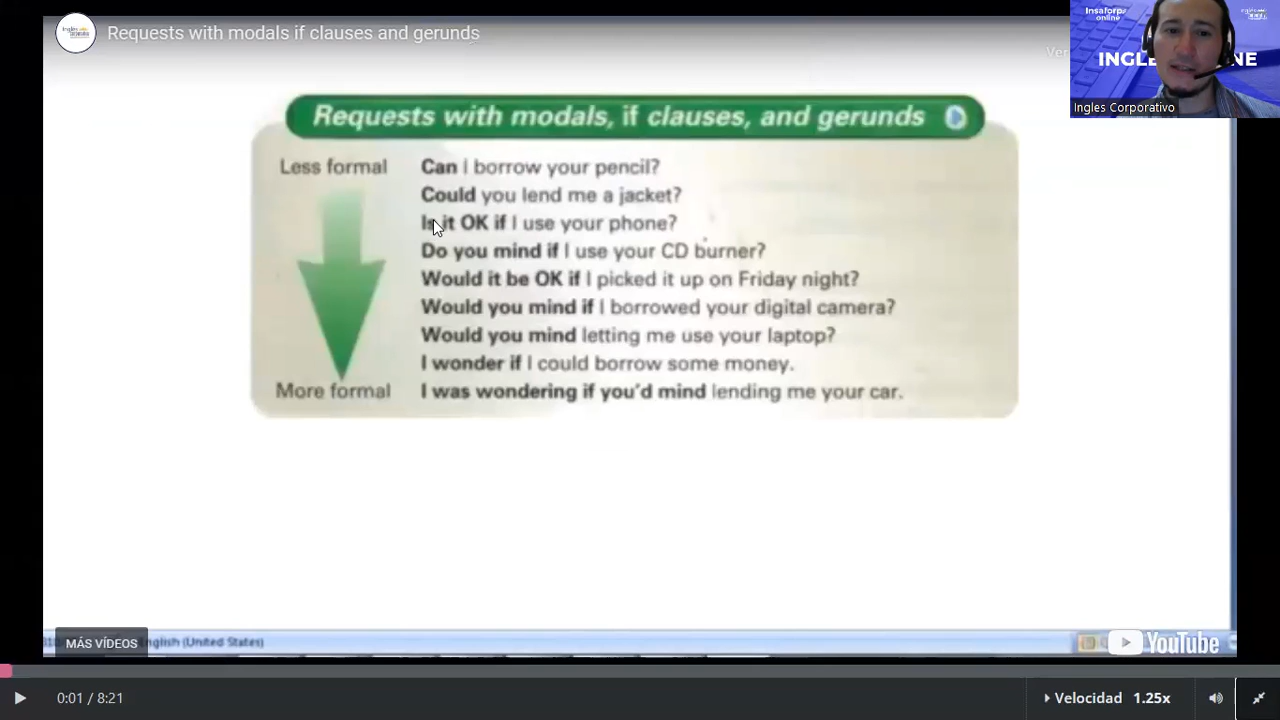 Requests with modals if clauses and gerunds
Ver
Insaforp
online
INGLE
NE
Ingles Corporativo
Requests with modals, if clauses, and gerunds
Less formal
Can I borrow your pencil?
Could you lend me a jacket?
Is it OK if I use your phone?
Do you mind if I use your CD burner?
Would it be OK if I picked it up on Friday night?
Would you mind if I borrowed your digital camera?
Would you mind letting me use your laptop?
I wonder if I could borrow some money.
More formal
I was wondering if you'd mind lending me your car.
MÁS VÍDEOS
nglish (United States)
YouTube
0:01 / 8:21
Velocidad 1.25x